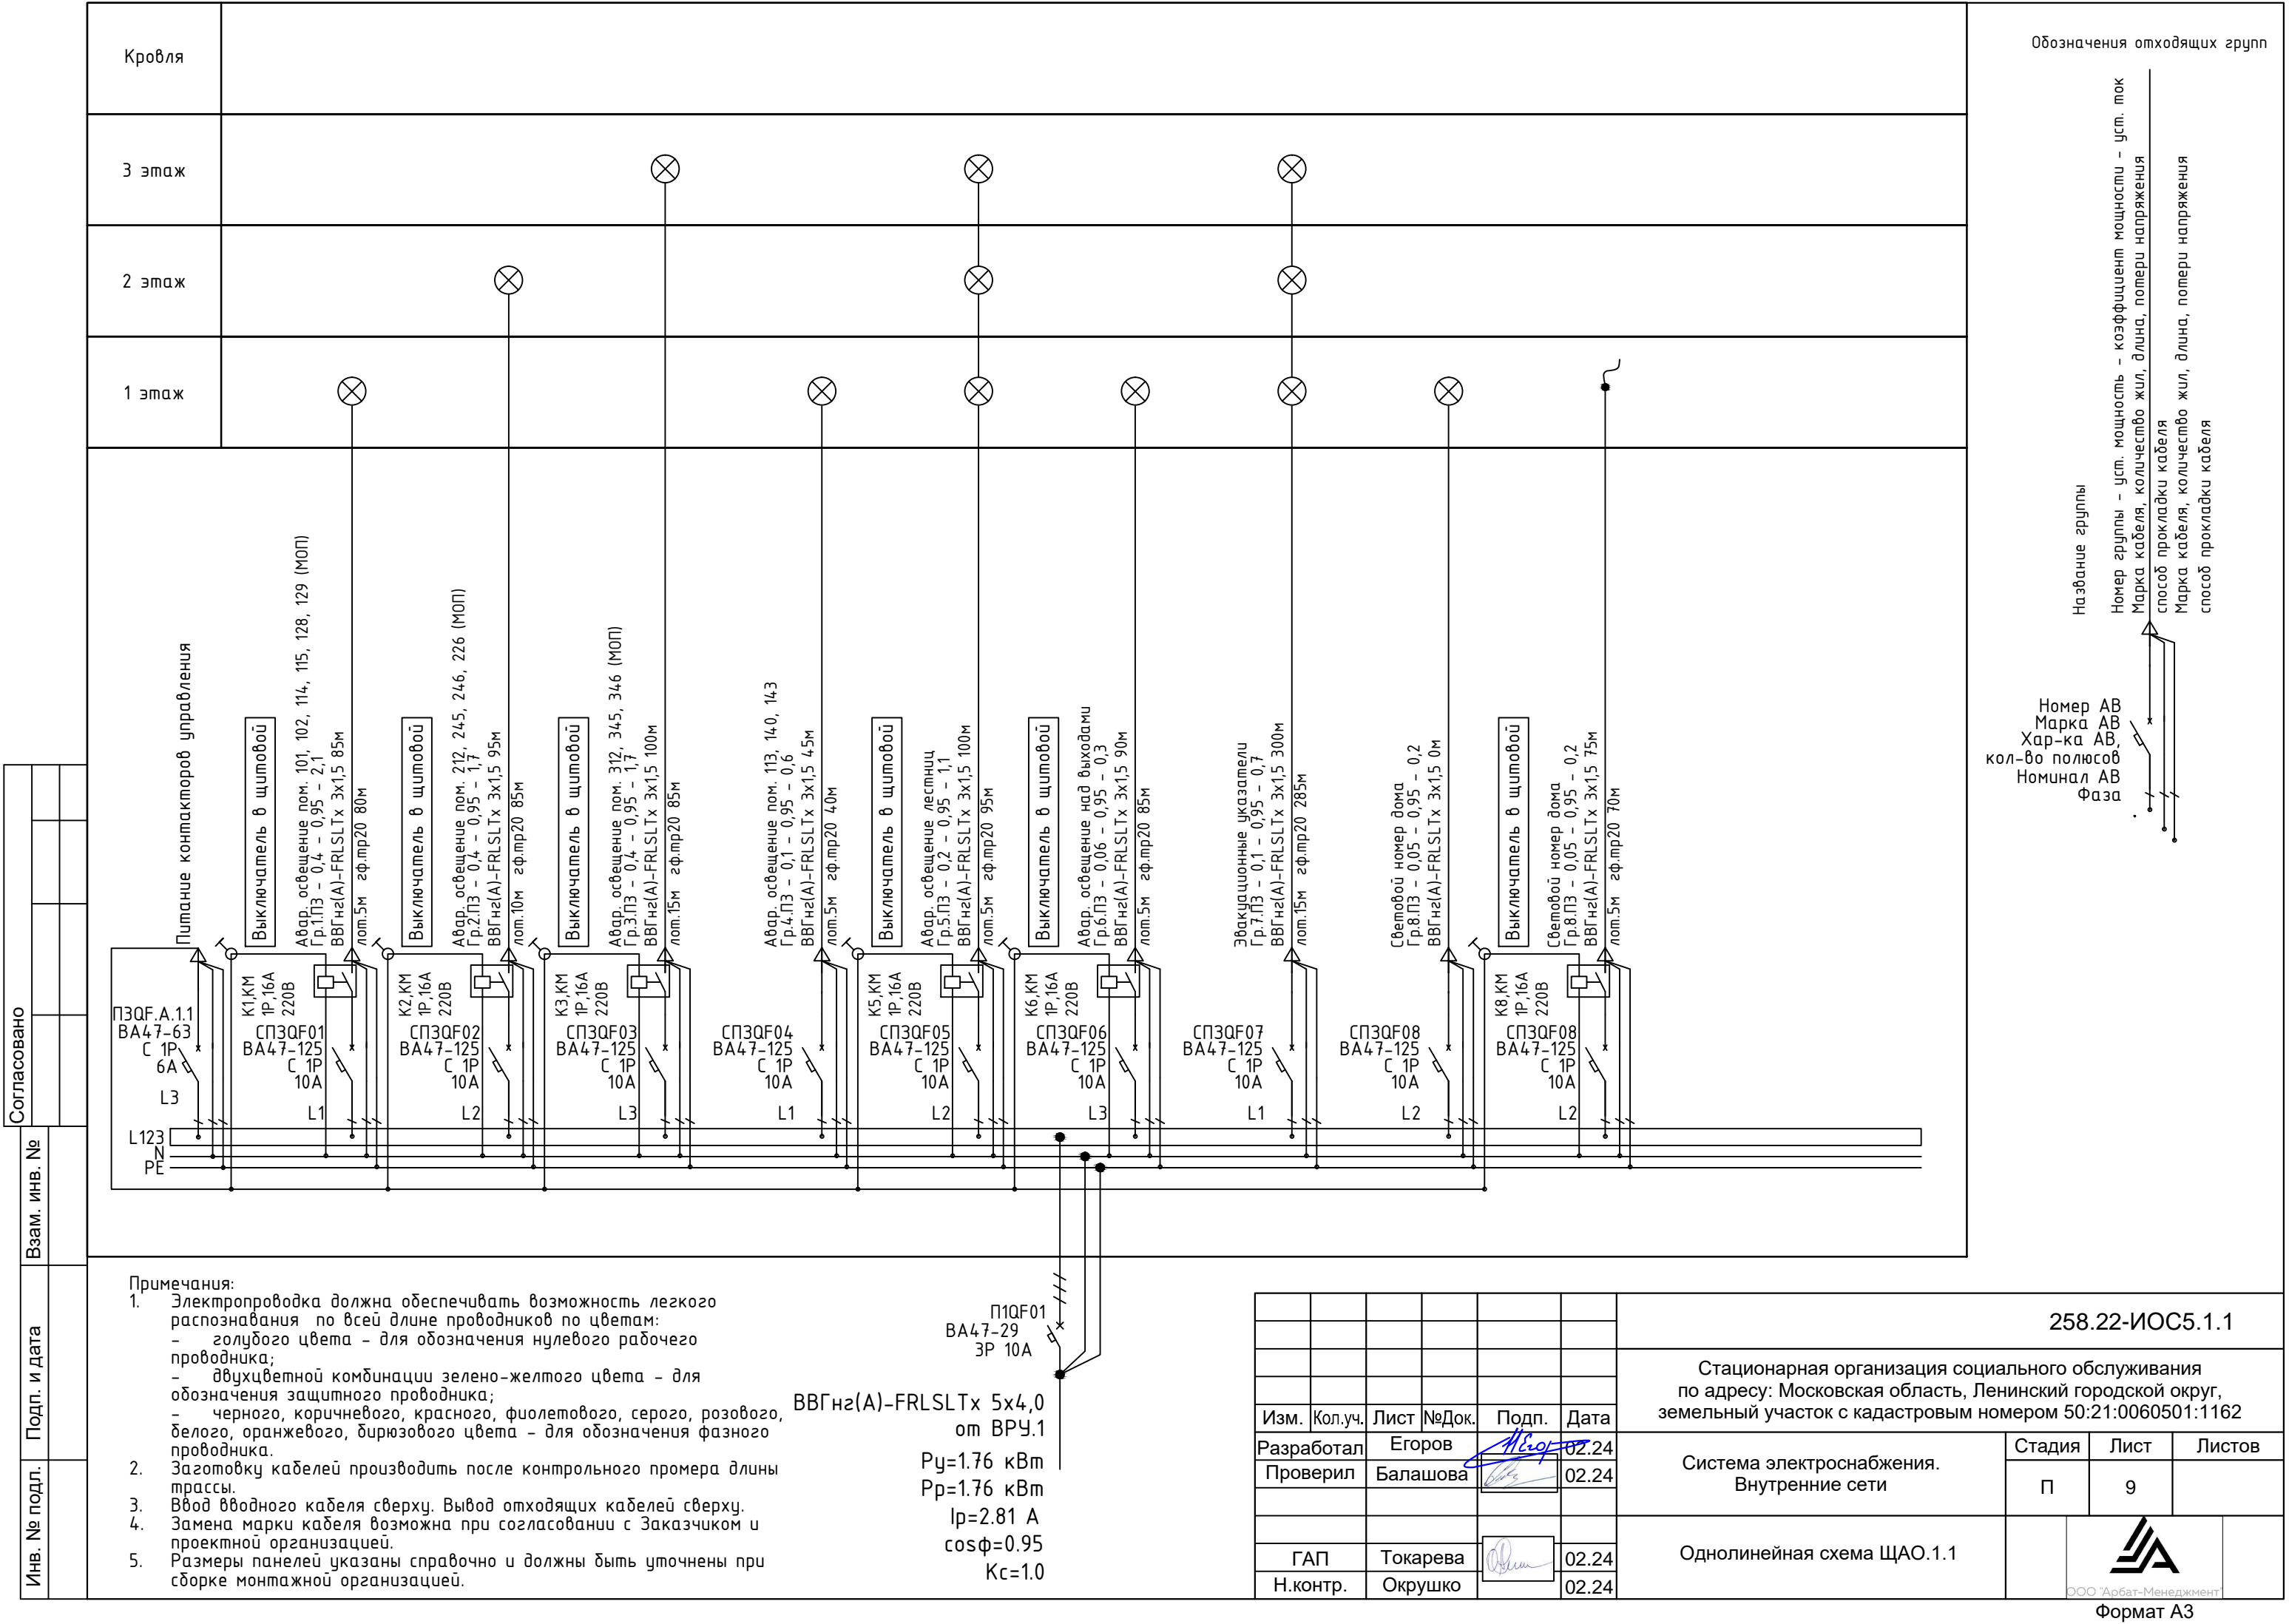 Кровля
3 этаж
2 этаж
1 этаж
Обозначения отходящих групп
Название группы
Номер группы - уст. мощность - коэффициент мощности - уст. ток
Марка кабеля, количество жил, длина, потери напряжения
способ прокладки кабеля
Марка кабеля, количество жил, длина, потери напряжения
способ прокладки кабеля
Номер АВ
Марка АВ
Хар-ка АВ,
кол-во полюсов
Номинал АВ
Фаза
Питание контакторов управления
П3QF.A.1.1
ВА47-63
С 1Р
6А
L3
Выключатель в щитовой
Авар. освещение пом. 101, 102, 114, 115, 128, 129 (МОП)
Гр.1.П3 - 0,4 - 0,95 - 2,1
ВВГнг(А)-FRLSLTx 3х1,5 85м
лот.5м гф.тр20 80м
К1,КМ
1Р,16А
220В
СП3QF01
ВА47-125
С 1Р
10А
L1
Выключатель в щитовой
Авар. освещение пом. 212, 245, 246, 226 (МОП)
Гр.2.П3 - 0,4 - 0,95 - 1,7
ВВГнг(А)-FRLSLTx 3х1,5 95м
лот.10м гф.тр20 85м
К2,КМ
1Р,16А
220В
СП3QF02
ВА47-125
С 1Р
10А
L2
Выключатель в щитовой
Авар. освещение пом. 312, 345, 346 (МОП)
Гр.3.П3 - 0,4 - 0,95 - 1,7
ВВГнг(А)-FRLSLTx 3х1,5 100м
лот.15м гф.тр20 85м
К3,КМ
1Р,16А
220В
СП3QF03
ВА47-125
С 1Р
10А
L3
Авар. освещение пом. 113, 140, 143
Гр.4.П3 - 0,1 - 0,95 - 0,6
ВВГнг(А)-FRLSLTx 3х1,5 45м
лот.5м гф.тр20 40м
СП3QF04
ВА47-125
С 1Р
10А
L1
Выключатель в щитовой
Авар. освещение лестниц
Гр.5.П3 - 0,2 - 0,95 - 1,1
ВВГнг(А)-FRLSLTx 3х1,5 100м
лот.5м гф.тр20 95м
К5,КМ
1Р,16А
220В
СП3QF05
ВА47-125
С 1Р
10А
L2
Выключатель в щитовой
Авар. освещение над выходами
Гр.6.П3 - 0,06 - 0,95 - 0,3
ВВГнг(А)-FRLSLTx 3х1,5 90м
лот.5м гф.тр20 85м
К6,КМ
1Р,16А
220В
СП3QF06
ВА47-125
С 1Р
10А
L3
Эвакуационные указатели
Гр.7.П3 - 0,1 - 0,95 - 0,7
ВВГнг(А)-FRLSLTx 3х1,5 300м
лот.15м гф.тр20 285м
СП3QF07
ВА47-125
С 1Р
10А
L1
Световой номер дома
Гр.8.П3 - 0,05 - 0,95 - 0,2
ВВГнг(А)-FRLSLTx 3х1,5 0м
СП3QF08
ВА47-125
С 1Р
10А
L2
Выключатель в щитовой
Световой номер дома
Гр.8.П3 - 0,05 - 0,95 - 0,2
ВВГнг(А)-FRLSLTx 3х1,5 75м
лот.5м гф.тр20 70м
К8,КМ
1Р,16А
220В
СП3QF08
ВА47-125
С 1Р
10А
L2
L123
N
PE
Согласовано
Взам. инв. №
Подп. и дата
Инв. № подл.
Примечания:
1. Электропроводка должна обеспечивать возможность легкого
распознавания по всей длине проводников по цветам:
- голубого цвета - для обозначения нулевого рабочего
проводника;
- двухцветной комбинации зелено-желтого цвета - для
обозначения защитного проводника;
- черного, коричневого, красного, фиолетового, серого, розового,
белого, оранжевого, бирюзового цвета - для обозначения фазного
проводника.
2. Заготовку кабелей производить после контрольного промера длины
трассы.
3. Ввод вводного кабеля сверху. Вывод отходящих кабелей сверху.
4. Замена марки кабеля возможна при согласовании с Заказчиком и
проектной организацией.
5. Размеры панелей указаны справочно и должны быть уточнены при
сборке монтажной организацией.
П1QF01
ВА47-29
3Р 10А
ВВГнг(А)-FRLSLTx 5х4,0
от ВРУ.1
Ру=1.76 кВт
Рр=1.76 кВт
Iр=2.81 А
cosф=0.95
Кс=1.0
258.22-ИОС5.1.1
Стационарная организация социального обслуживания
по адресу: Московская область, Ленинский городской округ,
земельный участок с кадастровым номером 50:21:0060501:1162
Изм. Кол.уч. Лист №Док. Подп. Дата
Разработал Егоров 02.24
Проверил Балашова 02.24
ГАП Токарева 02.24
Н.контр. Окрушко 02.24
Система электроснабжения.
Внутренние сети
Стадия Лист Листов
П 9
Однолинейная схема ЩАО.1.1
ООО "Арбат-Менеджмент"
Формат А3